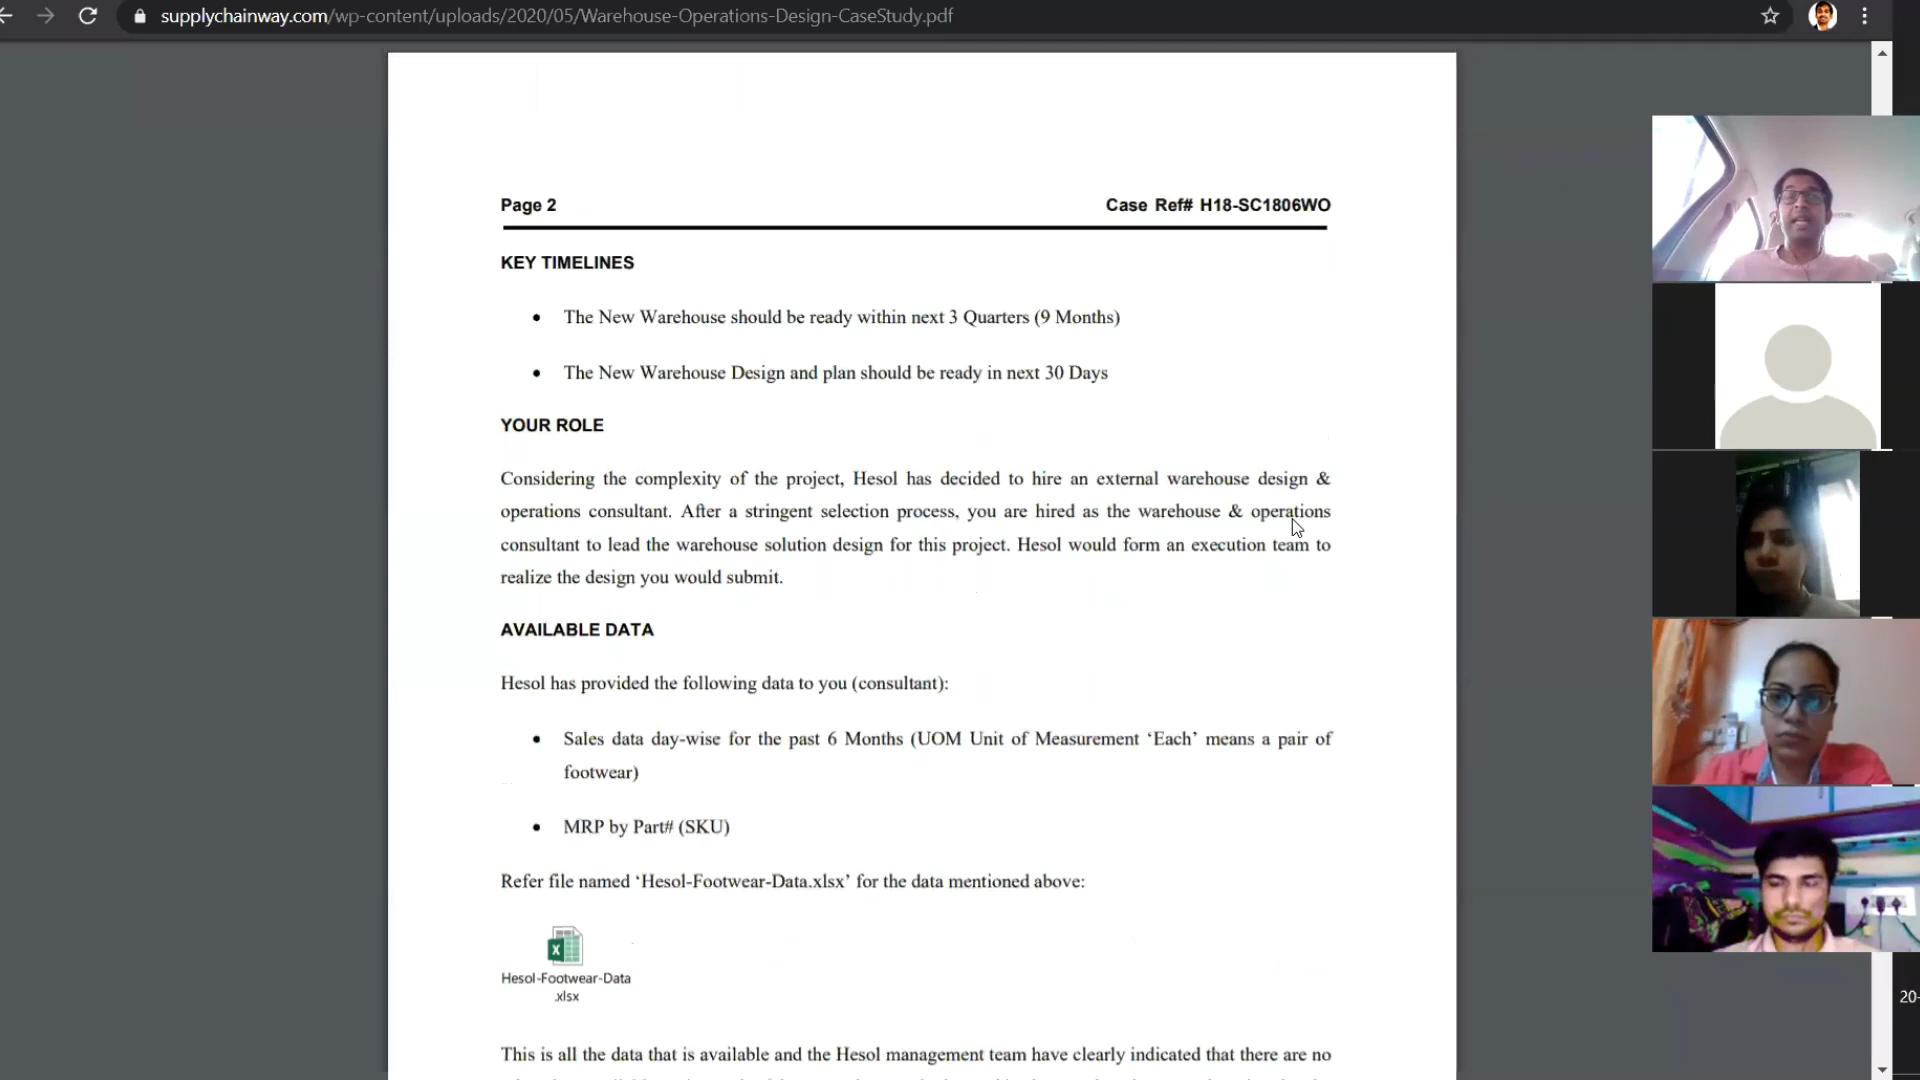 supplychainway.com/wp-content/uploads/2020/05/Warehouse-Operations-Design-CaseStudy.pdf
Page 2 Case Ref# H18-SC1806WO
KEY TIMELINES
• The New Warehouse should be ready within next 3 Quarters (9 Months)
• The New Warehouse Design and plan should be ready in next 30 Days
YOUR ROLE
Considering the complexity of the project, Hesol has decided to hire an external warehouse design &
operations consultant. After a stringent selection process, you are hired as the warehouse & operations
consultant to lead the warehouse solution design for this project. Hesol would form an execution team to
realize the design you would submit.
AVAILABLE DATA
Hesol has provided the following data to you (consultant):
• Sales data day-wise for the past 6 Months (UOM Unit of Measurement ‘Each’ means a pair of
footwear)
• MRP by Part# (SKU)
Refer file named ‘Hesol-Footwear-Data.xlsx’ for the data mentioned above:
Hesol-Footwear-Data
.xlsx
This is all the data that is available and the Hesol management team have clearly indicated that there are no
20-